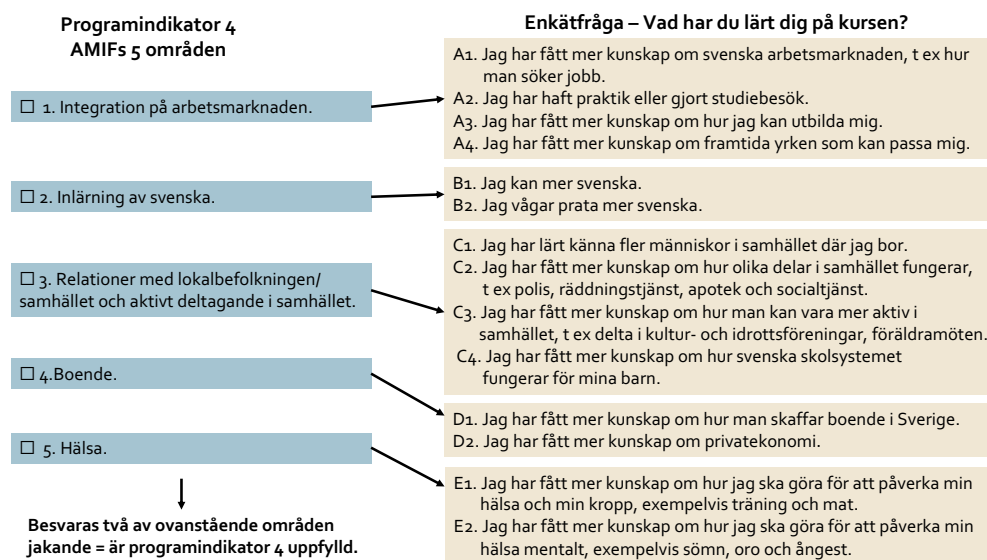 Programindikator 4
AMIFs 5 områden
☐ 1. Integration på arbetsmarknaden.
☐ 2. Inlärning av svenska.
☐ 3. Relationer med lokalbefolkningen/
samhället och aktivt deltagande i samhället.
☐ 4.Boende.
☐ 5. Hälsa.
Besvaras två av ovanstående områden
jakande = är programindikator 4 uppfylld.
Enkätfråga – Vad har du lärt dig på kursen?
A1. Jag har fått mer kunskap om svenska arbetsmarknaden, t ex hur
man söker jobb.
A2. Jag har haft praktik eller gjort studiebesök.
A3. Jag har fått mer kunskap om hur jag kan utbilda mig.
A4. Jag har fått mer kunskap om framtida yrken som kan passa mig.
B1. Jag kan mer svenska.
B2. Jag vågar prata mer svenska.
C1. Jag har lärt känna fler människor i samhället där jag bor.
C2. Jag har fått mer kunskap om hur olika delar i samhället fungerar,
t ex polis, räddningstjänst, apotek och socialtjänst.
C3. Jag har fått mer kunskap om hur man kan vara mer aktiv i
samhället, t ex delta i kultur- och idrottsföreningar, föräldramöten.
C4. Jag har fått mer kunskap om hur svenska skolsystemet
fungerar för mina barn.
D1. Jag har fått mer kunskap om hur man skaffar boende i Sverige.
D2. Jag har fått mer kunskap om privatekonomi.
E1. Jag har fått mer kunskap om hur jag ska göra för att påverka min
hälsa och min kropp, exempelvis träning och mat.
E2. Jag har fått mer kunskap om hur jag ska göra för att påverka min
hälsa mentalt, exempelvis sömn, oro och ångest.